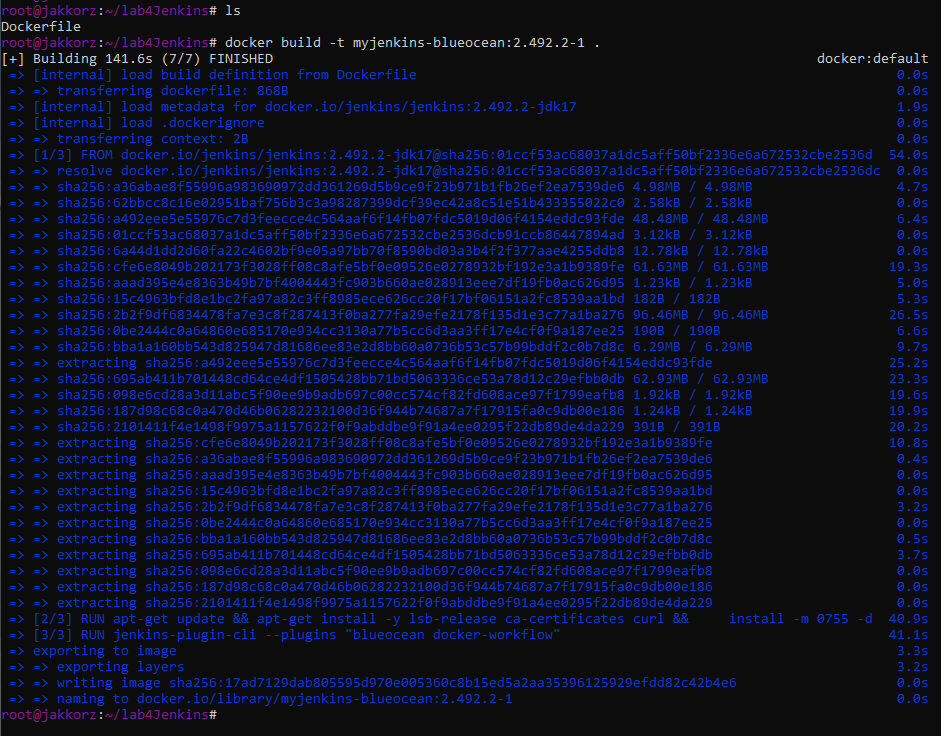 root@jakkorz:~/lab4Jenkins# ls
Dockerfile
root@jakkorz:~/lab4Jenkins# docker build -t myjenkins-blueocean:2.492.2-1 .
[+] Building 141.6s (7/7) FINISHED docker:default
=> [internal] load build definition from Dockerfile 0.0s
=> => transferring dockerfile: 868B 0.0s
=> [internal] load metadata for docker.io/jenkins/jenkins:2.492.2-jdk17 1.9s
=> [internal] load .dockerignore 0.0s
=> => transferring context: 2B 0.0s
=> [1/3] FROM docker.io/jenkins/jenkins:2.492.2-jdk17@sha256:01ccf53ac68037a1dc5aff50bf2336e6a672532cbe2536d 54.0s
=> => resolve docker.io/jenkins/jenkins:2.492.2-jdk17@sha256:01ccf53ac68037a1dc5aff50bf2336e6a672532cbe2536dc 0.0s
=> => sha256:a36abae8f55996a983690972dd361269d5b9ce9f23b971b1fb26ef2ea7539de6 4.98MB / 4.98MB 4.7s
=> => sha256:62bbcc8c16e02951baf756b3c3a98287399dcf39ec42a8c51e51b433355022c0 2.58kB / 2.58kB 0.0s
=> => sha256:a492eee5e55976c7d3feecce4c564aaf6f14fb07fdc5019d06f4154eddc93fde 48.48MB / 48.48MB 6.4s
=> => sha256:01ccf53ac68037a1dc5aff50bf2336e6a672532cbe2536dcb91ccb86447894ad 3.12kB / 3.12kB 0.0s
=> => sha256:6a44d1dd2d60fa22c4602bf9e05a97bb70f8590bd03a3b4f2f377aae4255ddb8 12.78kB / 12.78kB 0.0s
=> => sha256:cfe6e8049b202173f3028ff08c8afe5bf0e09526e0278932bf192e3a1b9389fe 61.63MB / 61.63MB 19.3s
=> => sha256:aaad395e4e8363b49b7bf4004443fc903b660ae028913eee7df19fb0ac626d95 1.23kB / 1.23kB 5.0s
=> => sha256:15c4963bfd8e1bc2fa97a82c3ff8985ece626cc20f17bf06151a2fc8539aa1bd 182B / 182B 5.3s
=> => sha256:2b2f9df6834478fa7e3c8f287413f0ba277fa29efe2178f135d1e3c77a1ba276 96.46MB / 96.46MB 26.5s
=> => sha256:0be2444c0a64860e685170e934cc3130a77b5cc6d3aa3ff17e4cf0f9a187ee25 190B / 190B 6.6s
=> => sha256:bba1a160bb543d825947d81686ee83e2d8bb60a0736b53c57b99bddf2c0b7d8c 6.29MB / 6.29MB 9.7s
=> => extracting sha256:a492eee5e55976c7d3feecce4c564aaf6f14fb07fdc5019d06f4154eddc93fde 25.2s
=> => sha256:695ab411b701448cd64ce4df1505428bb71bd5063336ce53a78d12c29efbb0db 62.93MB / 62.93MB 23.3s
=> => sha256:098e6cd28a3d11abc5f90ee9b9adb697c00cc574cf82fd608ace97f1799eafb8 1.92kB / 1.92kB 19.6s
=> => sha256:187d98c68c0a470d46b06282232100d36f944b74687a7f17915fa0c9db00e186 1.24kB / 1.24kB 19.9s
=> => sha256:2101411f4e1498f9975a1157622f0f9abddbe9f91a4ee0295f22db89de4da229 391B / 391B 20.2s
=> => extracting sha256:cfe6e8049b202173f3028ff08c8afe5bf0e09526e0278932bf192e3a1b9389fe 10.8s
=> => extracting sha256:a36abae8f55996a983690972dd361269d5b9ce9f23b971b1fb26ef2ea7539de6 0.4s
=> => extracting sha256:aaad395e4e8363b49b7bf4004443fc903b660ae028913eee7df19fb0ac626d95 0.0s
=> => extracting sha256:15c4963bfd8e1bc2fa97a82c3ff8985ece626cc20f17bf06151a2fc8539aa1bd 0.0s
=> => extracting sha256:2b2f9df6834478fa7e3c8f287413f0ba277fa29efe2178f135d1e3c77a1ba276 3.2s
=> => extracting sha256:0be2444c0a64860e685170e934cc3130a77b5cc6d3aa3ff17e4cf0f9a187ee25 0.0s
=> => extracting sha256:bba1a160bb543d825947d81686ee83e2d8bb60a0736b53c57b99bddf2c0b7d8c 0.5s
=> => extracting sha256:695ab411b701448cd64ce4df1505428bb71bd5063336ce53a78d12c29efbb0db 3.7s
=> => extracting sha256:098e6cd28a3d11abc5f90ee9b9adb697c00cc574cf82fd608ace97f1799eafb8 0.0s
=> => extracting sha256:187d98c68c0a470d46b06282232100d36f944b74687a7f17915fa0c9db00e186 0.0s
=> => extracting sha256:2101411f4e1498f9975a1157622f0f9abddbe9f91a4ee0295f22db89de4da229 0.0s
=> [2/3] RUN apt-get update && apt-get install -y lsb-release ca-certificates curl &&     install -m 0755 -d 40.9s
=> [3/3] RUN jenkins-plugin-cli --plugins "blueocean docker-workflow" 41.1s
=> exporting to image 3.3s
=> => exporting layers 3.2s
=> => writing image sha256:17ad7129dab805595d970e005360c8b15ed5a2aa35396125929efdd82c42b4e6 0.0s
=> => naming to docker.io/library/myjenkins-blueocean:2.492.2-1 0.0s
root@jakkorz:~/lab4Jenkins#